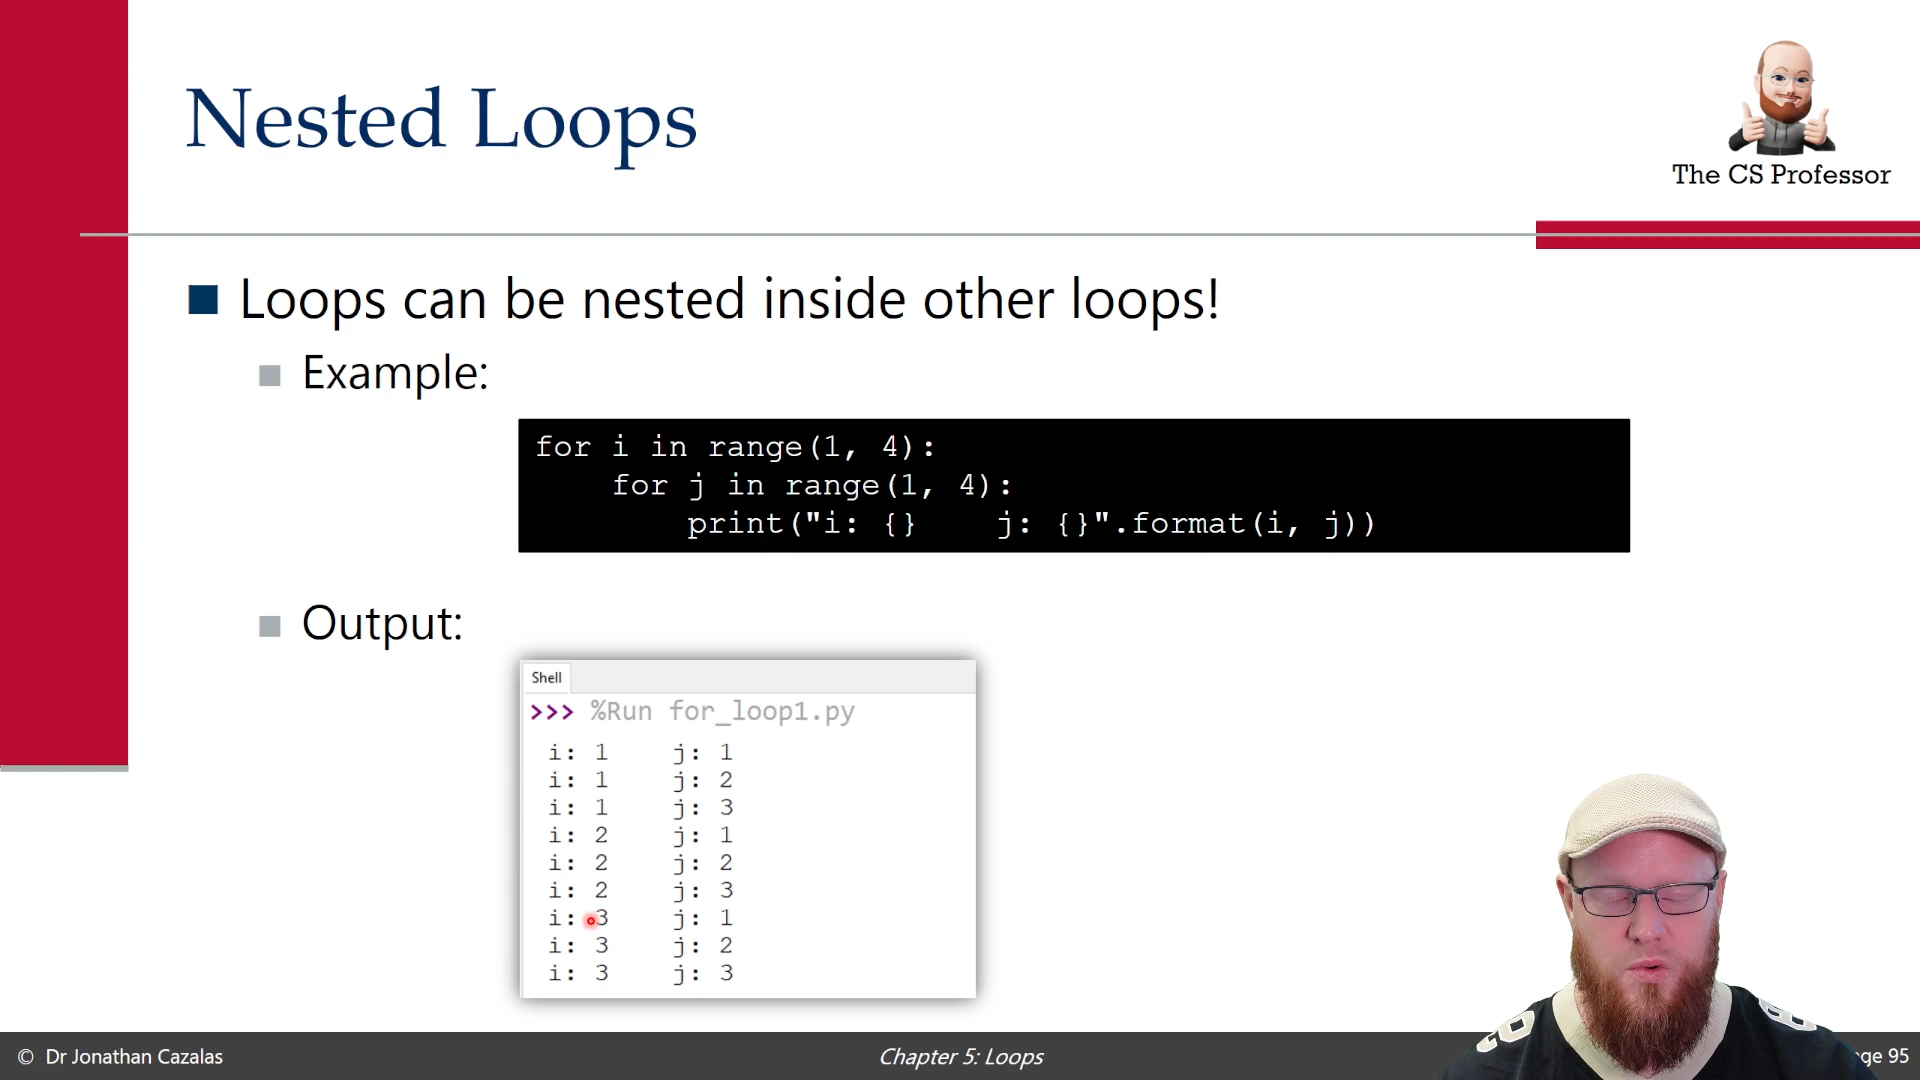 Nested Loops
The CS Professor
Loops can be nested inside other loops!
Example:
for i in range(1, 4):
    for j in range(1, 4):
        print("i: {}    j: {}".format(i, j))
Output:
Shell
>>> %Run for_loop1.py
i: 1    j: 1
i: 1    j: 2
i: 1    j: 3
i: 2    j: 1
i: 2    j: 2
i: 2    j: 3
i: 3    j: 1
i: 3    j: 2
i: 3    j: 3
© Dr Jonathan Cazalas
Chapter 5: Loops
95